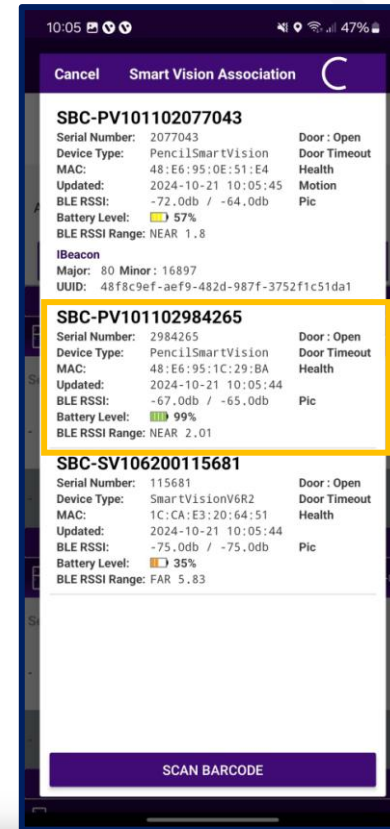 10:05 47%
Cancel Smart Vision Association
SBC-PV101102077043
Serial Number: 2077043 Door : Open
Device Type: PencilSmartVision Door Timeout
MAC: 48:E6:95:0E:51:E4 Health
Updated: 2024-10-21 10:05:45 Motion
BLE RSSI: -72.0db / -64.0db Pic
Battery Level: 57%
BLE RSSI Range: NEAR 1.8
IBeacon
Major: 80 Minor: 16897
UUID: 48f8c9ef-aef9-482d-987f-3752f1c51da1
SBC-PV101102984265
Serial Number: 2984265 Door : Open
Device Type: PencilSmartVision Door Timeout
MAC: 48:E6:95:1C:29:BA Health
Updated: 2024-10-21 10:05:44
BLE RSSI: -67.0db / -65.0db Pic
Battery Level: 99%
BLE RSSI Range: NEAR 2.01
SBC-SV106200115681
Serial Number: 115681 Door : Open
Device Type: SmartVisionV6R2 Door Timeout
MAC: 1C:CA:E3:20:64:51 Health
Updated: 2024-10-21 10:05:44
BLE RSSI: -75.0db / -75.0db Pic
Battery Level: 35%
BLE RSSI Range: FAR 5.83
SCAN BARCODE